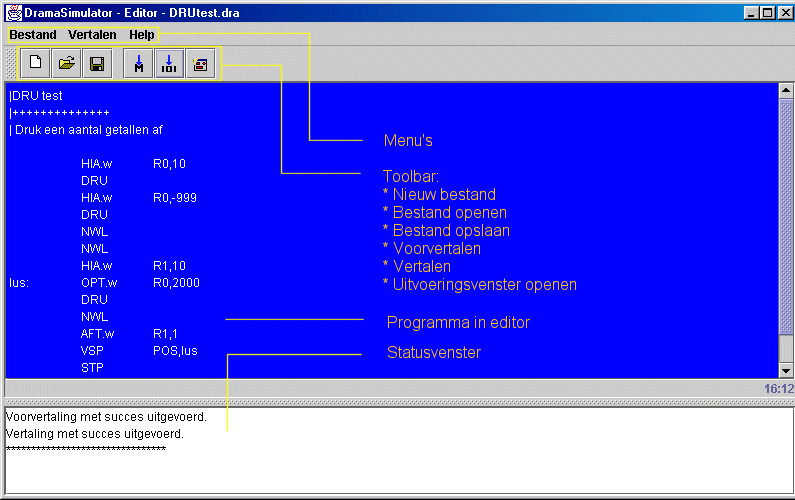 DramaSimulator - Editor - DRUtest.dra
Bestand Vertalen Help
M 101
|DRU test
|++++++++++++++
| Druk een aantal getallen af
HIA.w R0,10
DRU
HIA.w R0,-999
DRU
NWL
NWL
HIA.w R1,10
lus: OPT.w R0,2000
DRU
NWL
AFT.w R1,1
VSP POS,lus
STP
Menu's
Toolbar:
* Nieuw bestand
* Bestand openen
* Bestand opslaan
* Voorvertalen
* Vertalen
* Uitvoeringsvenster openen
Programma in editor
Statusvenster
16:12
Voorvertaling met succes uitgevoerd.
Vertaling met succes uitgevoerd.
********************************